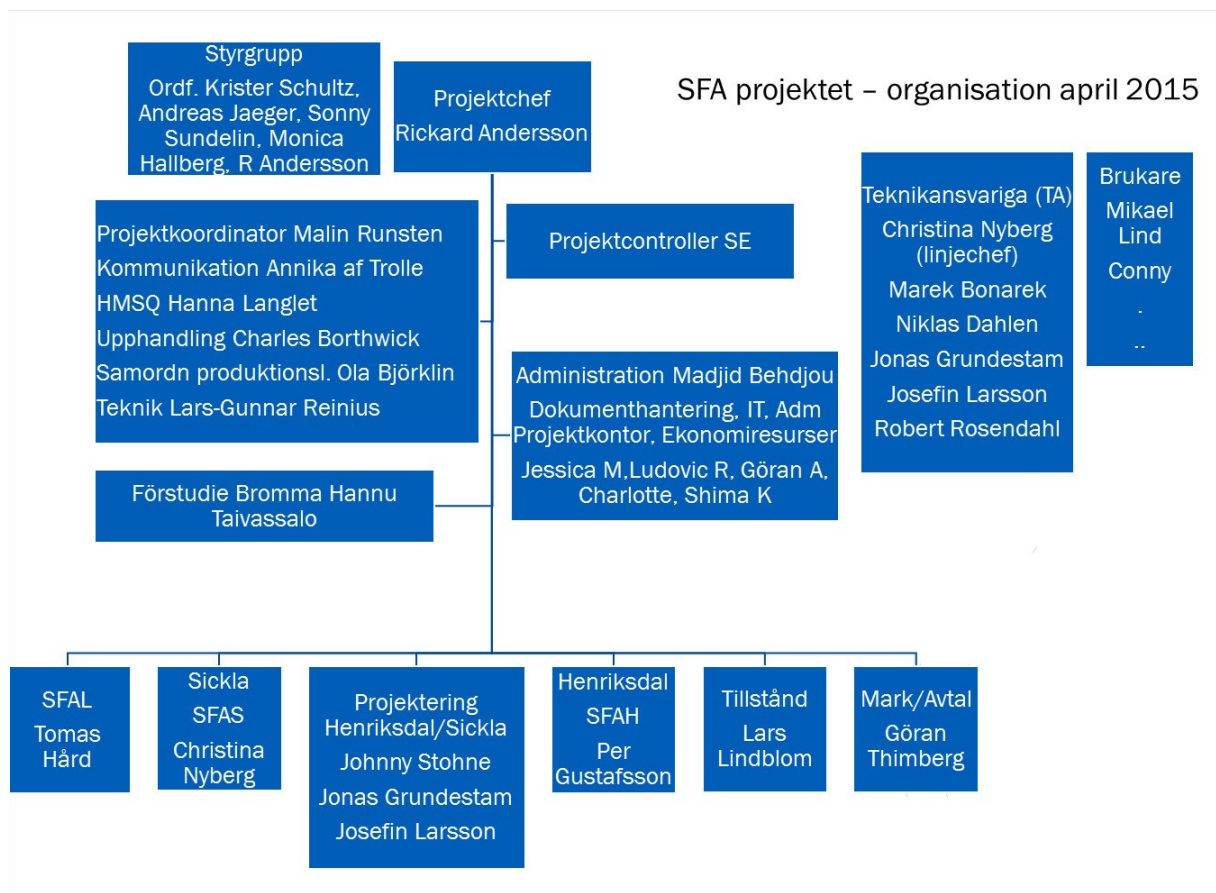 Styrgrupp
Ordf. Krister Schultz,
Andreas Jaeger, Sonny
Sundelin, Monica
Hallberg, R Andersson
Projektchef
Rickard Andersson
SFA projektet – organisation april 2015
Projektkoordinator Malin Runsten
Kommunikation Annika af Trolle
HMSQ Hanna Langlet
Upphandling Charles Borthwick
Samordn produktionsl. Ola Björklin
Teknik Lars-Gunnar Reinius
Projektcontroller SE
Teknikansvariga (TA)
Christina Nyberg
(linjechef)
Marek Bonarek
Niklas Dahlen
Jonas Grundestam
Josefin Larsson
Robert Rosendahl
Brukare
Mikael
Lind
Conny
.
..
Administration Madjid Behdjou
Dokumenthantering, IT, Adm
Projektkontor, Ekonomiresurser
Jessica M,Ludovic R, Göran A,
Charlotte, Shima K
Förstudie Bromma Hannu
Taivassalo
SFAL
Tomas
Hård
Sickla
SFAS
Christina
Nyberg
Projektering
Henriksdal/Sickla
Johnny Stohne
Jonas Grundestam
Josefin Larsson
Henriksdal
SFAH
Per
Gustafsson
Tillstånd
Lars
Lindblom
Mark/Avtal
Göran
Thimberg